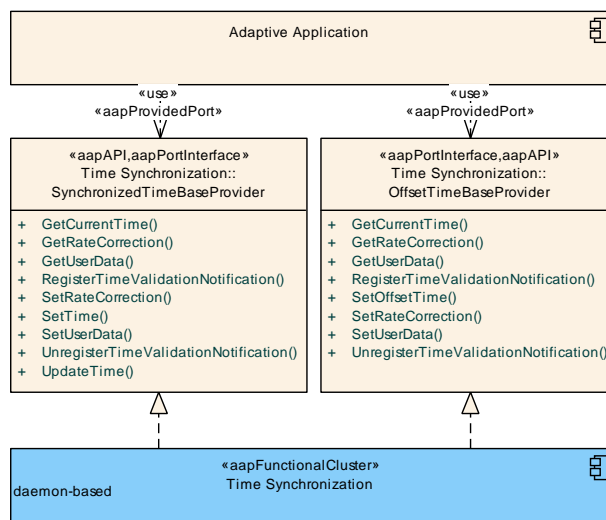 Adaptive Application
«use»
«aapProvidedPort»
«use»
«aapProvidedPort»
«aapAPI,aapPortInterface»
Time Synchronization::
SynchronizedTimeBaseProvider
+ GetCurrentTime()
+ GetRateCorrection()
+ GetUserData()
+ RegisterTimeValidationNotification()
+ SetRateCorrection()
+ SetTime()
+ SetUserData()
+ UnregisterTimeValidationNotification()
+ UpdateTime()
«aapPortInterface,aapAPI»
Time Synchronization::
OffsetTimeBaseProvider
+ GetCurrentTime()
+ GetRateCorrection()
+ GetUserData()
+ RegisterTimeValidationNotification()
+ SetOffsetTime()
+ SetRateCorrection()
+ SetUserData()
+ UnregisterTimeValidationNotification()
«aapFunctionalCluster»
Time Synchronization
daemon-based